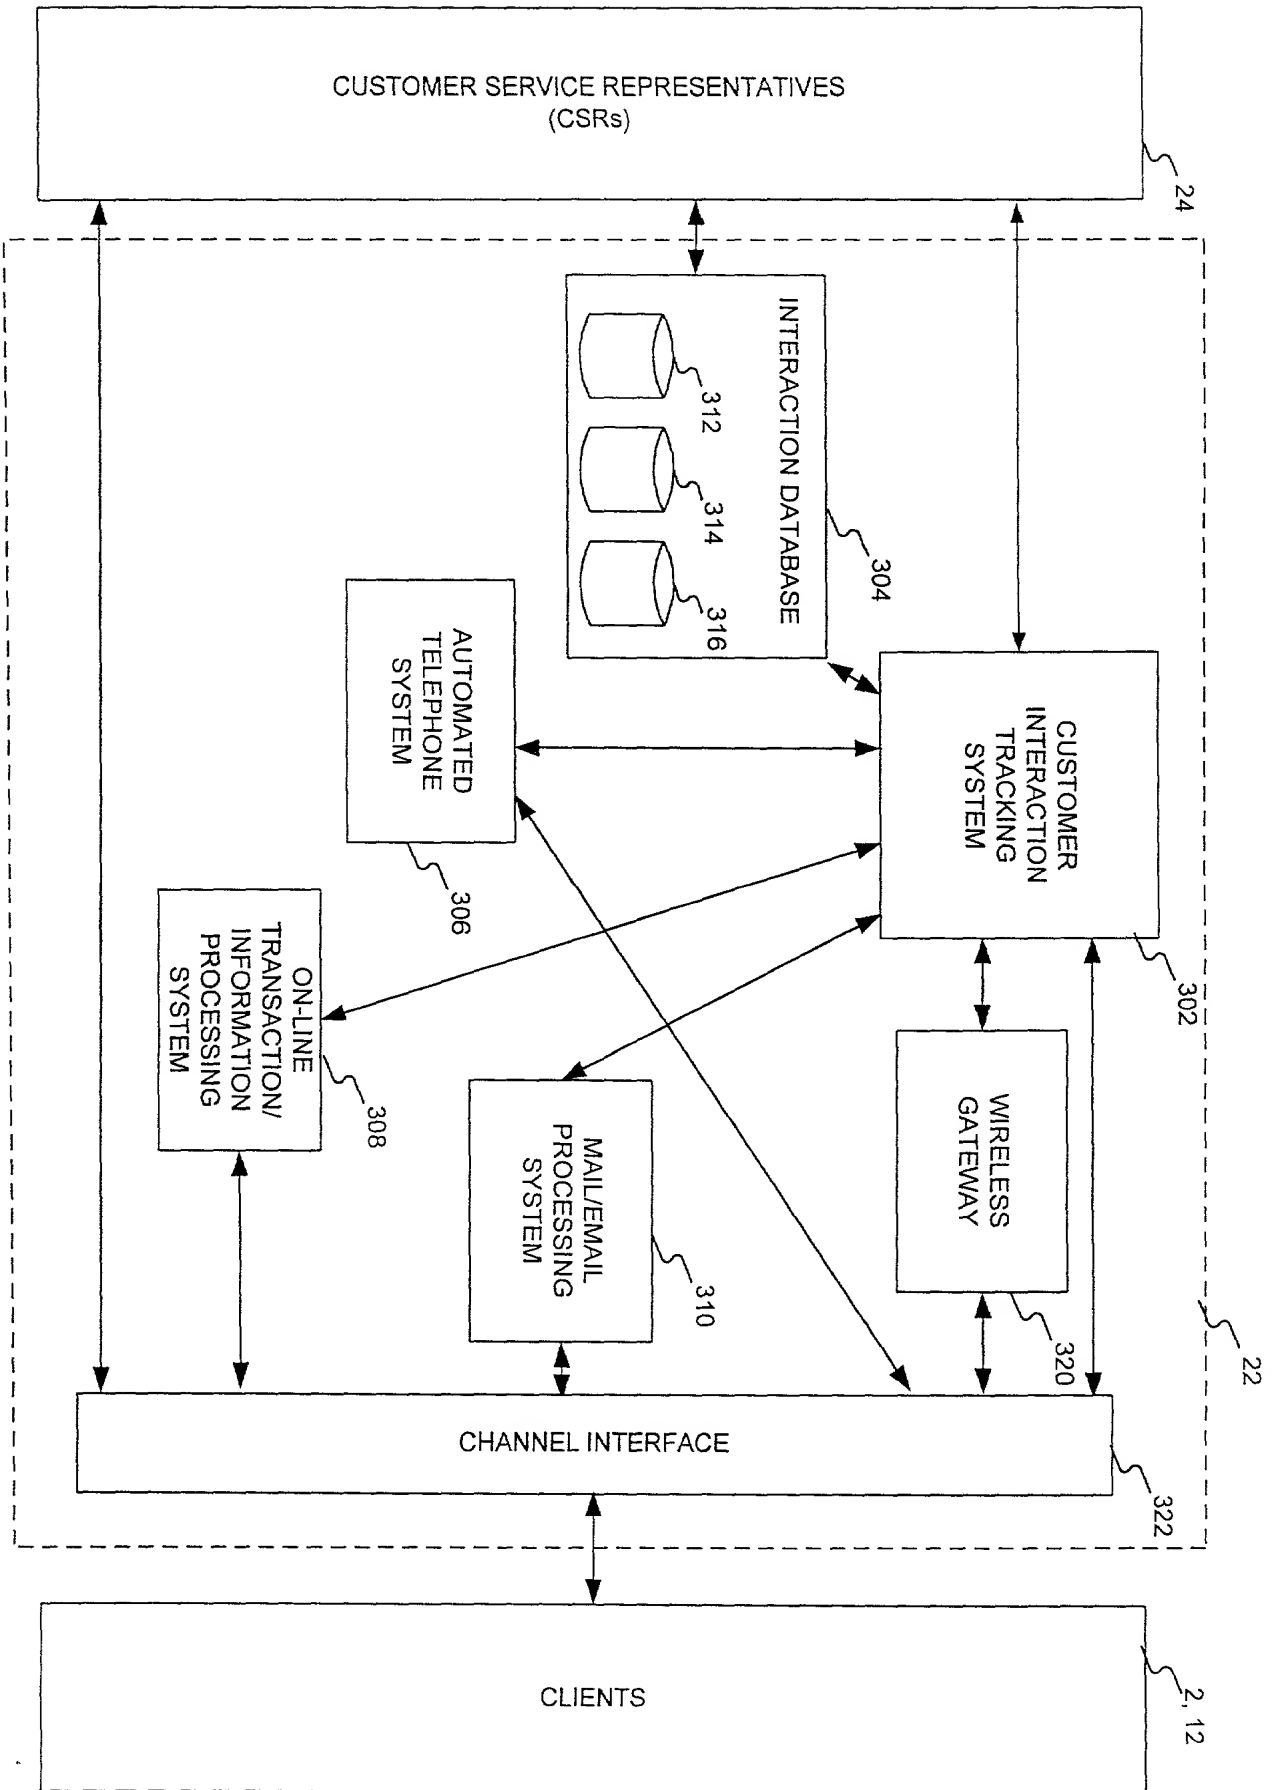 CUSTOMER SERVICE REPRESENTATIVES
(CSRs)
24
INTERACTION DATABASE
312
314
316
304
CUSTOMER
INTERACTION
TRACKING
SYSTEM
302
AUTOMATED
TELEPHONE
SYSTEM
306
ON-LINE
TRANSACTION/
INFORMATION
PROCESSING
SYSTEM
308
MAIL/EMAIL
PROCESSING
SYSTEM
310
WIRELESS
GATEWAY
320
22
CHANNEL INTERFACE
322
CLIENTS
2, 12